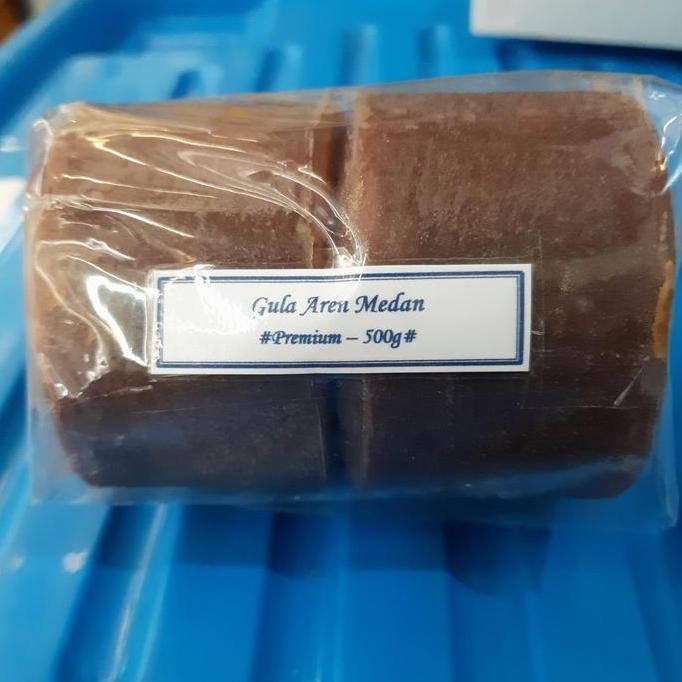 Gula Aren Medan
#Premium – 500g#